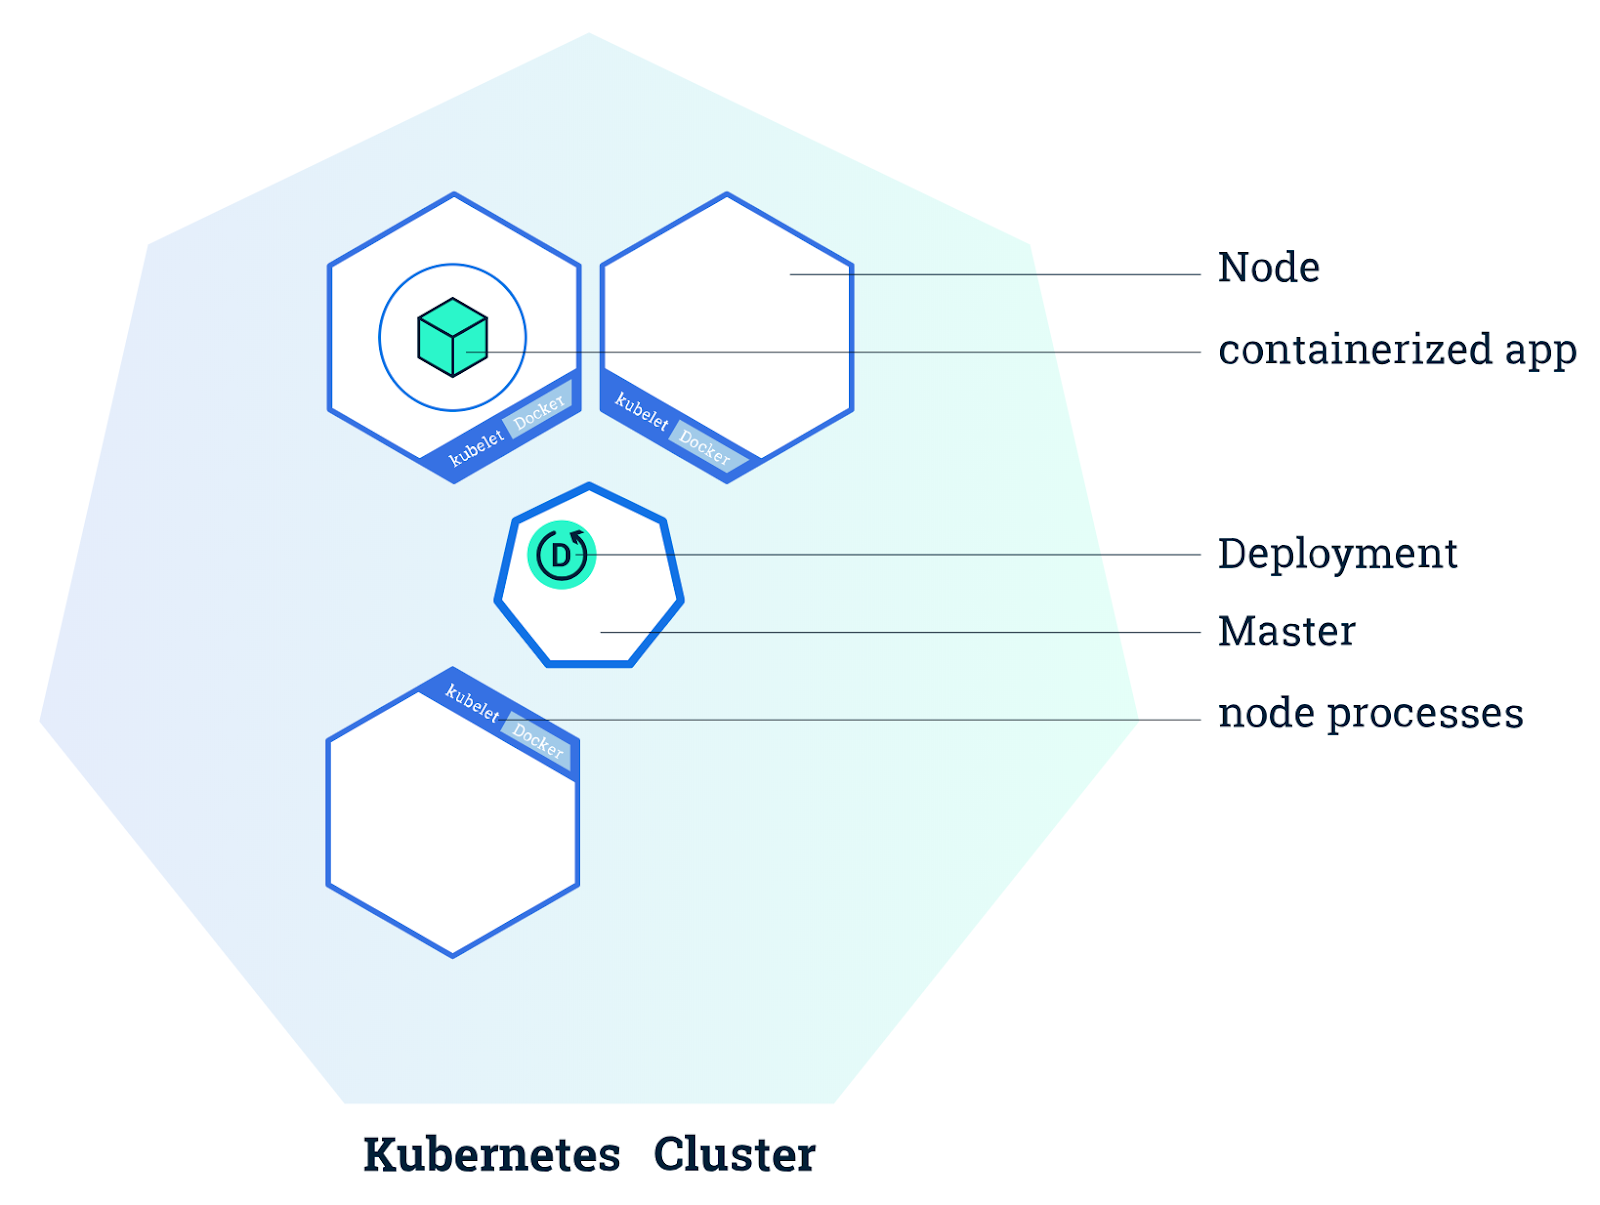 Node
containerized app
kubelet Docker
kubelet Docker
D
Deployment
Master
kubelet Docker
node processes
Kubernetes Cluster